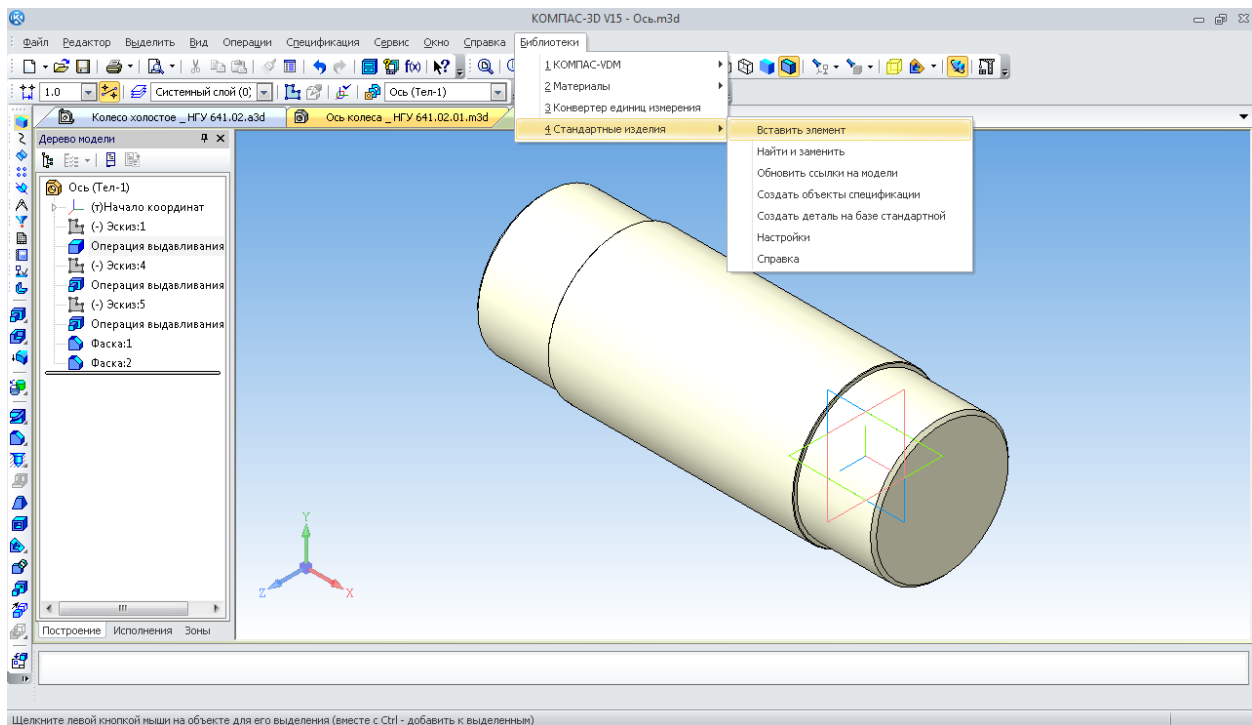 КОМПАС-3D V15 - Ось.m3d
Файл Редактор Выделить Вид Операции Спецификация Сервис Окно Справка Библиотеки
1 КОМПАС-VDM
2 Материалы
3 Конвертер единиц измерения
4 Стандартные изделия
Вставить элемент
Найти и заменить
Обновить ссылки на модели
Создать объекты спецификации
Создать деталь на базе стандартной
Настройки
Справка
f(x)
1.0 Системный слой (0) Ось (Тел-1)
Колесо холостое _ НГУ 641.02.a3d Ось колеса _ НГУ 641.02.01.m3d
Дерево модели
Ось (Тел-1)
(т)Начало координат
(-) Эскиз:1
Операция выдавливания
(-) Эскиз:4
Операция выдавливания
(-) Эскиз:5
Операция выдавливания
Фаска:1
Фаска:2
Y
Z X
Построение Исполнения Зоны
Щелкните левой кнопкой мыши на объекте для его выделения (вместе с Ctrl - добавить к выделенным)